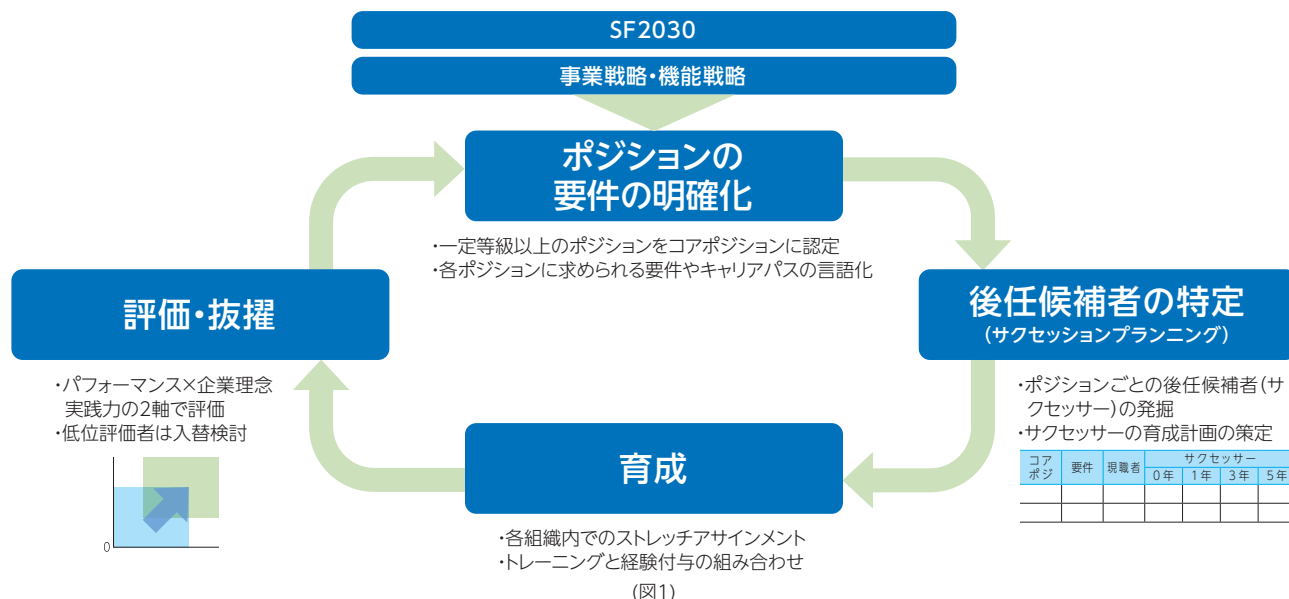 SF2030
事業戦略・機能戦略
ポジションの
要件の明確化
・一定等級以上のポジションをコアポジションに認定
・各ポジションに求められる要件やキャリアパスの言語化
後任候補者の特定
(サクセッションプランニング)
・ポジションごとの後任候補者(サ
クセッサー)の発掘
・サクセッサーの育成計画の策定
コア
ポジ
要件
現職者
サクセッサー
0年 1年 3年 5年
育成
・各組織内でのストレッチアサインメント
・トレーニングと経験付与の組み合わせ
評価・抜擢
・パフォーマンス×企業理念
実践力の2軸で評価
・低位評価者は入替検討
0
(図1)